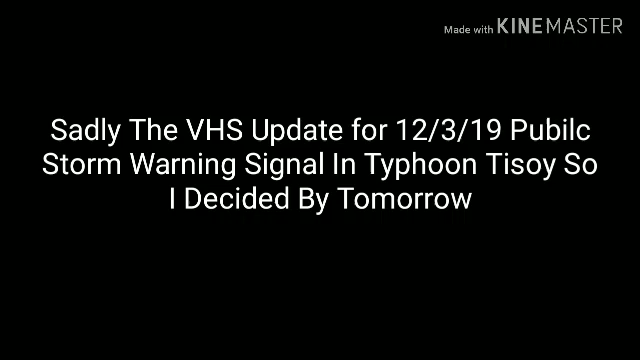 Made with KINEMASTER
Sadly The VHS Update for 12/3/19 Pubilc
Storm Warning Signal In Typhoon Tisoy So
I Decided By Tomorrow